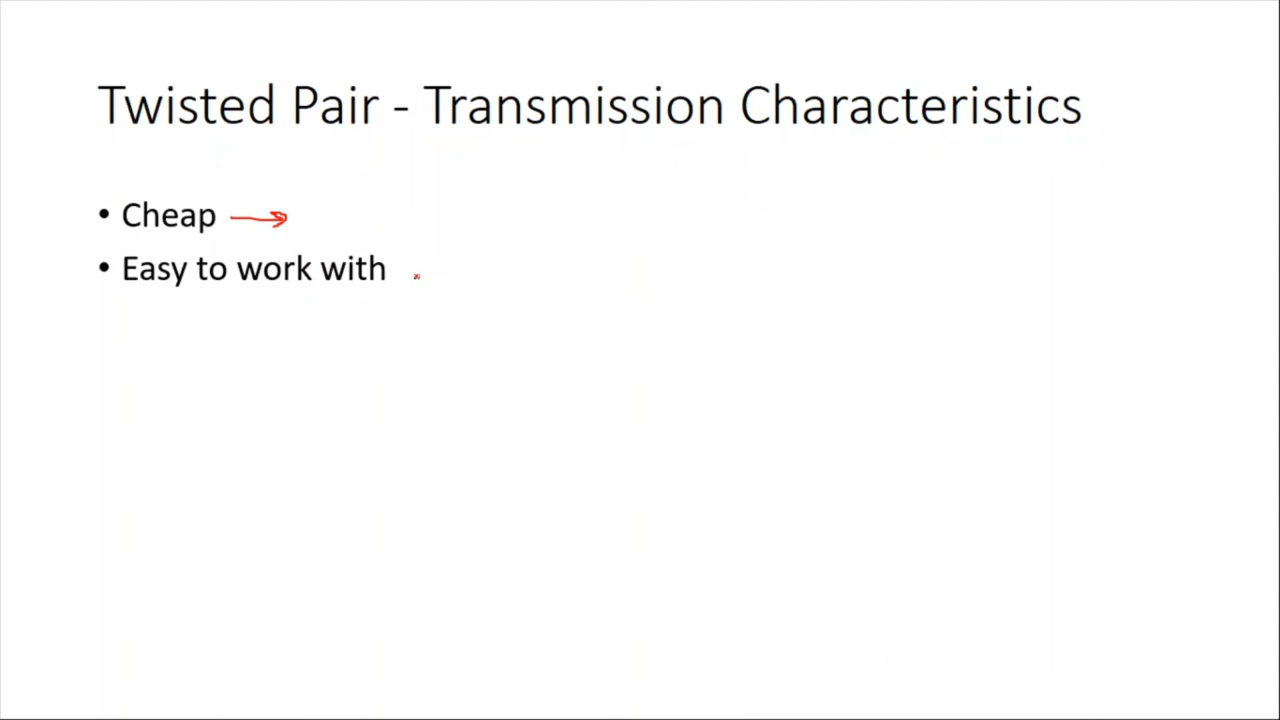 Twisted Pair - Transmission Characteristics
• Cheap
• Easy to work with